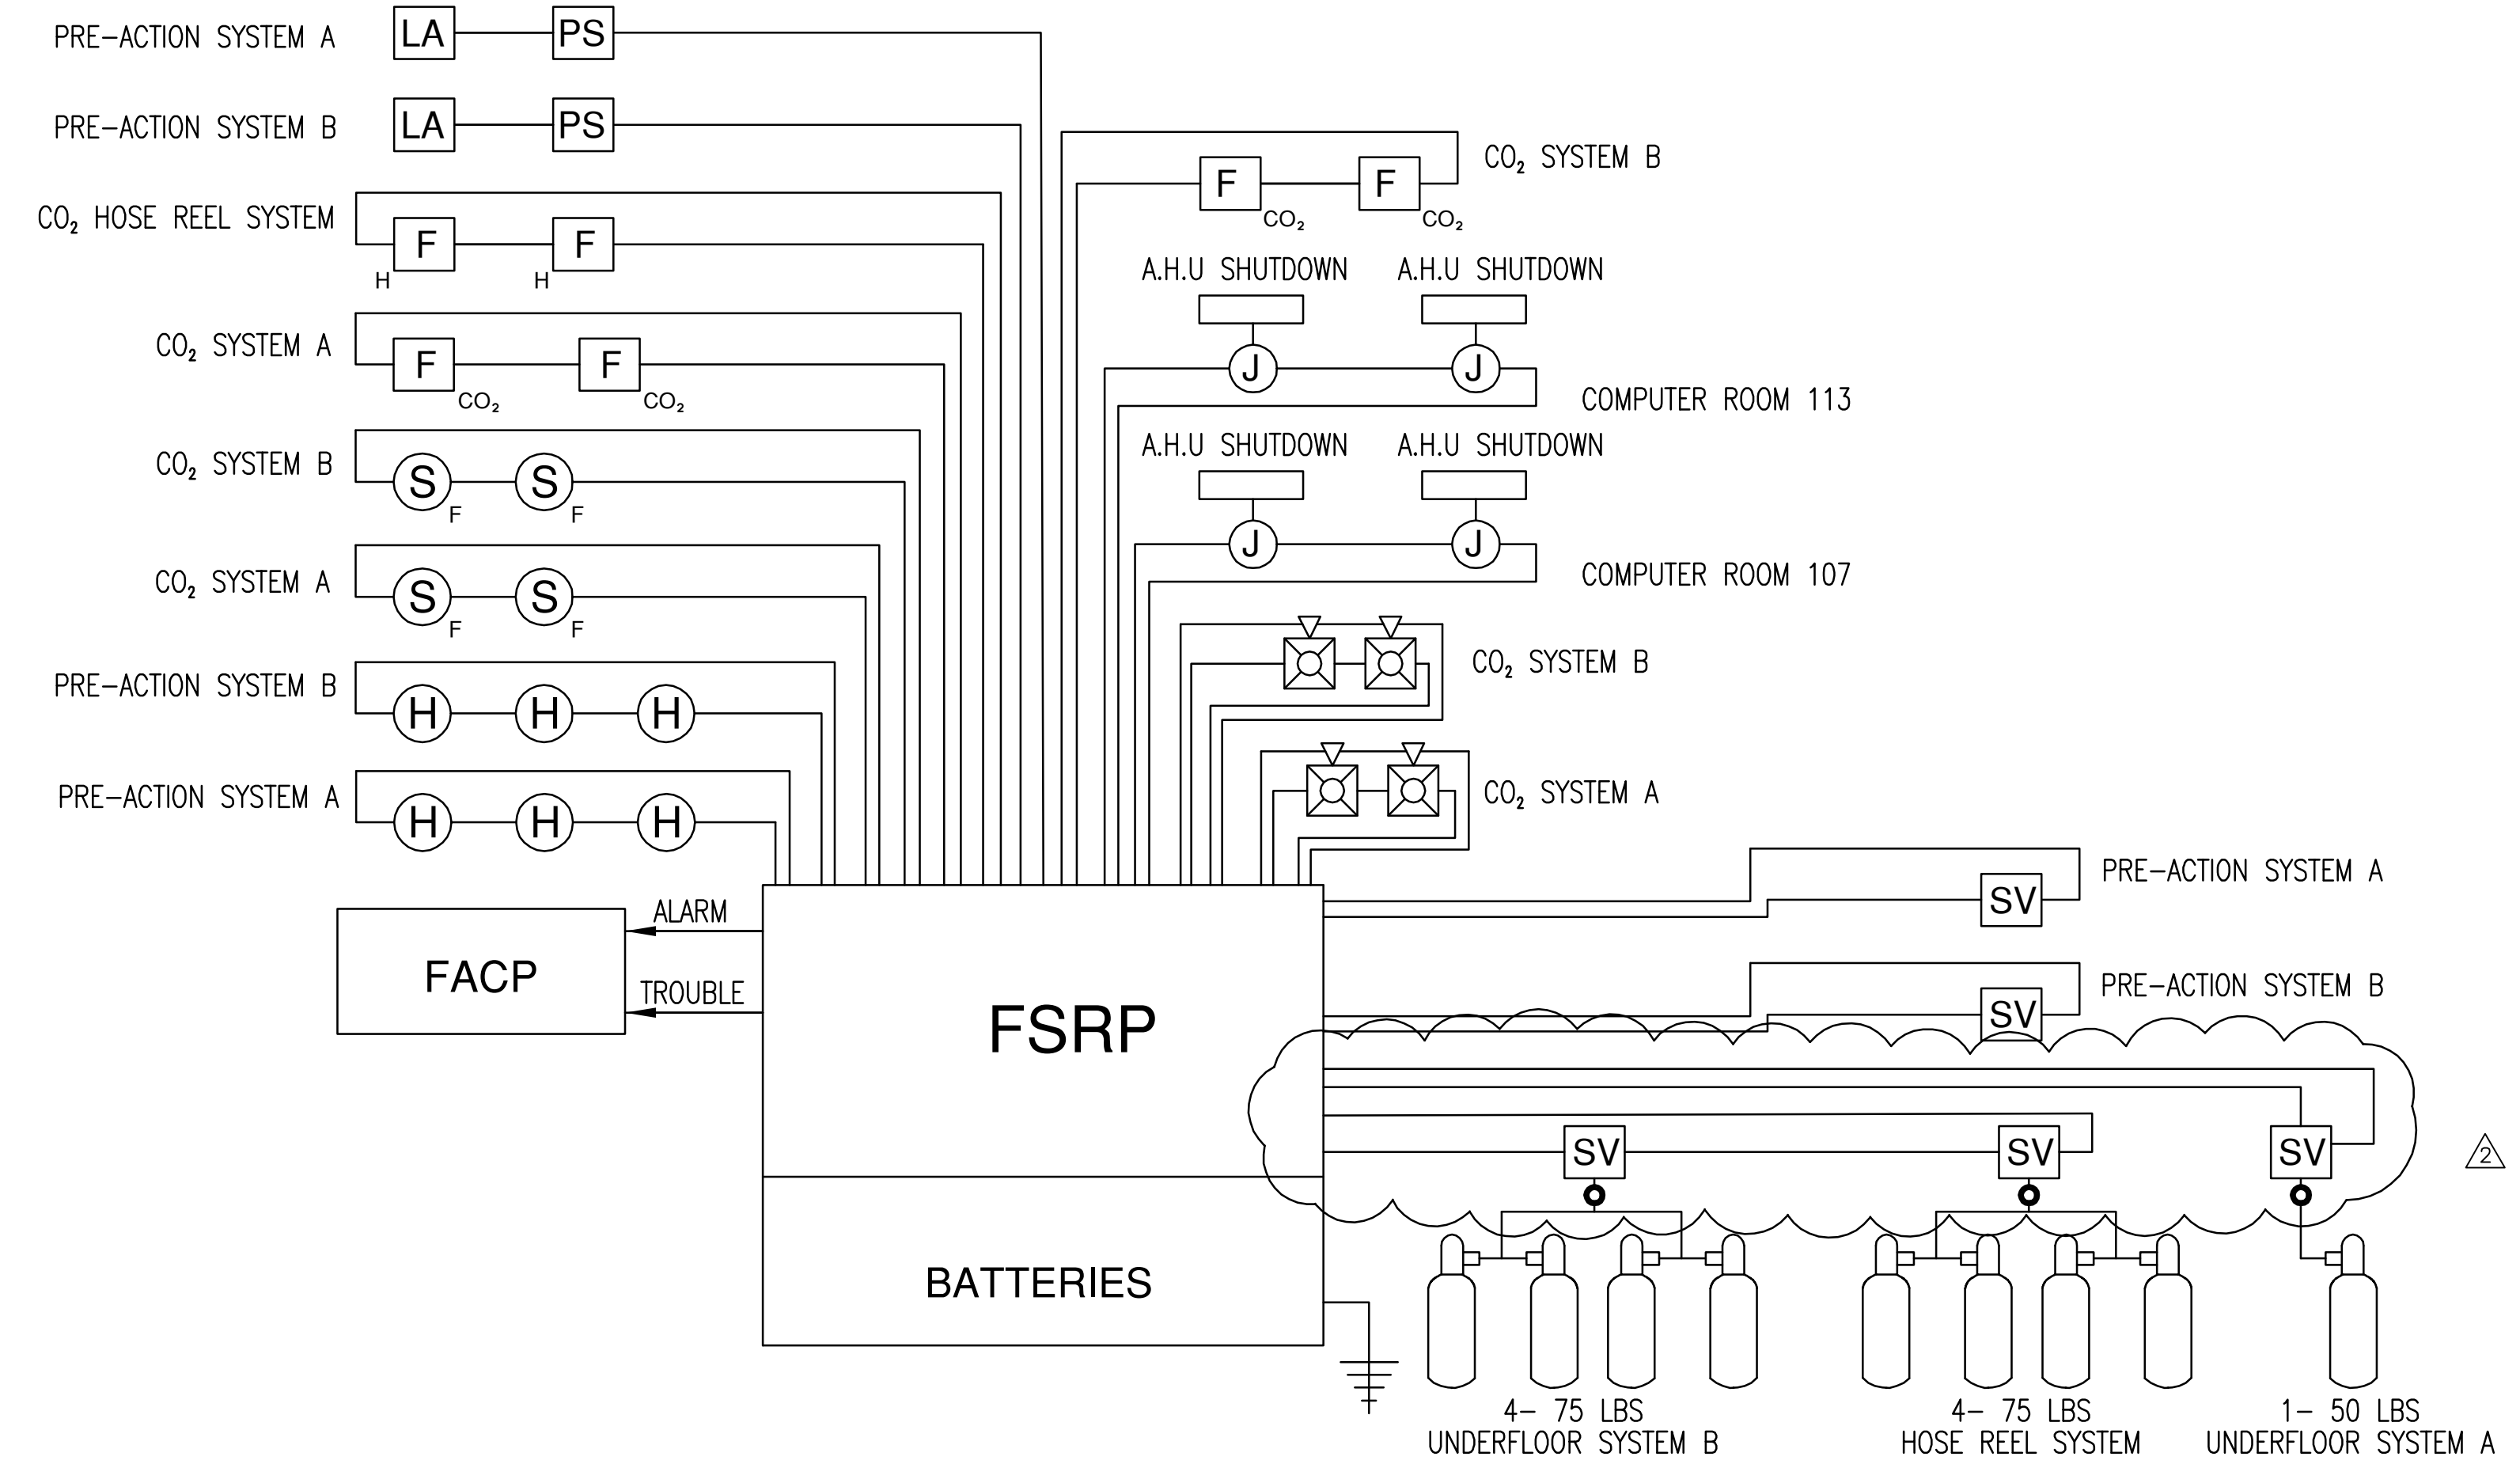 PRE-ACTION SYSTEM A LA PS
PRE-ACTION SYSTEM B LA PS
CO₂ SYSTEM B
F F
CO₂ CO₂
CO₂ HOSE REEL SYSTEM
F F
H H
A.H.U SHUTDOWN A.H.U SHUTDOWN
J J
CO₂ SYSTEM A
F F
CO₂ CO₂
COMPUTER ROOM 113
A.H.U SHUTDOWN A.H.U SHUTDOWN
CO₂ SYSTEM B
S S
F F
J J
COMPUTER ROOM 107
CO₂ SYSTEM A
S S
F F
CO₂ SYSTEM B
PRE-ACTION SYSTEM B
H H H
CO₂ SYSTEM A
PRE-ACTION SYSTEM A
H H H
PRE-ACTION SYSTEM A
SV
ALARM
FACP
TROUBLE
PRE-ACTION SYSTEM B
SV
FSRP
SV SV SV
2
BATTERIES
4- 75 LBS
UNDERFLOOR SYSTEM B
4- 75 LBS
HOSE REEL SYSTEM
1- 50 LBS
UNDERFLOOR SYSTEM A